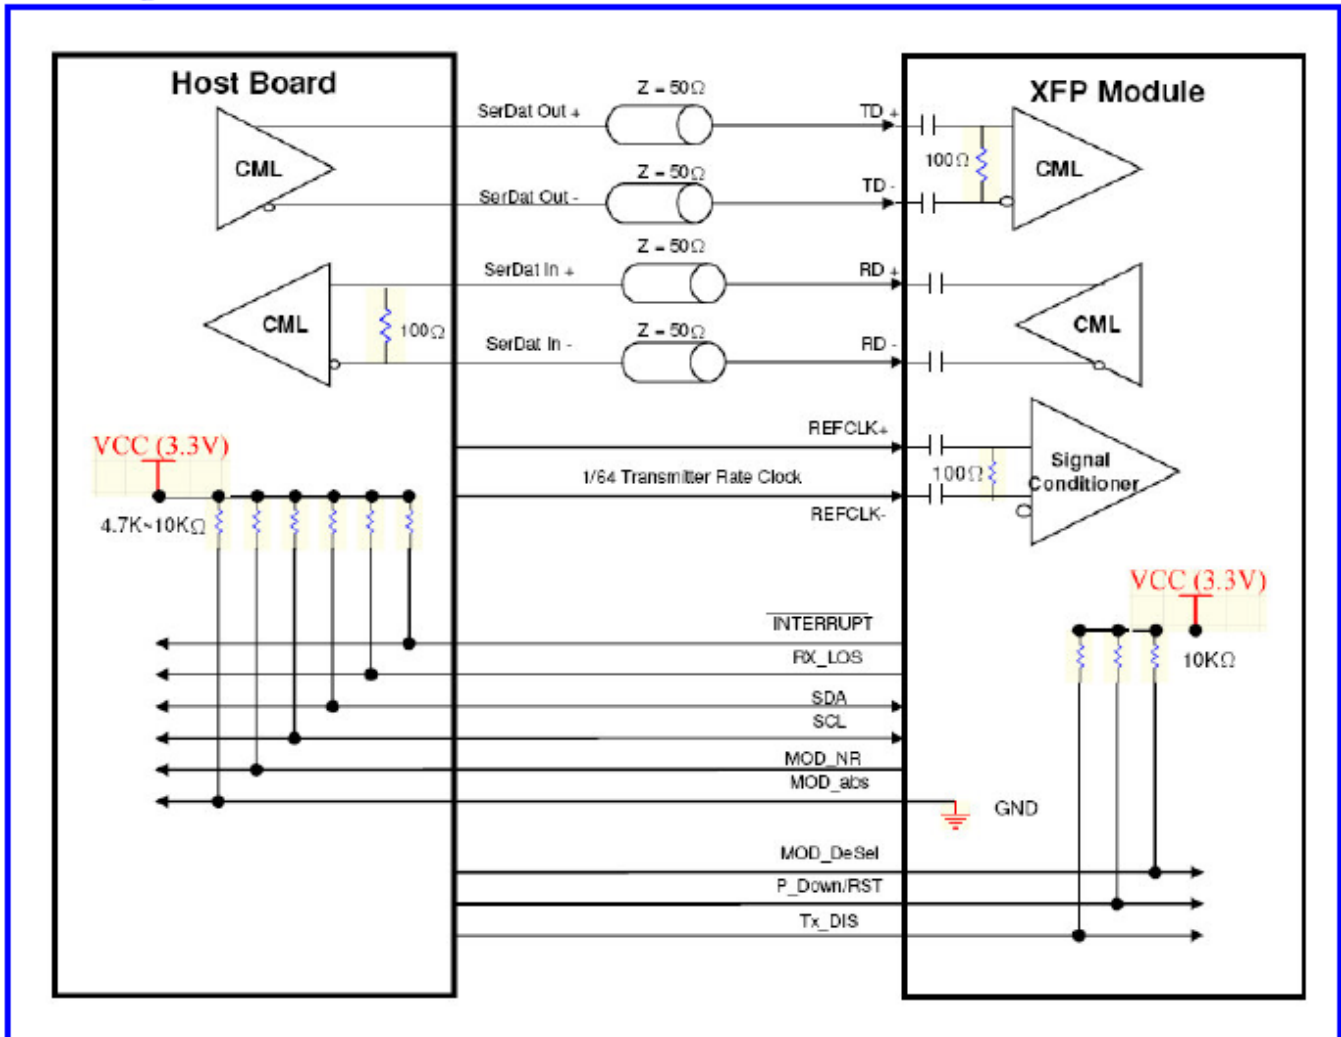 Host Board
XFP Module
Z = 50Ω
SerDat Out +
TD +
CML
100Ω
CML
Z = 50Ω
SerDat Out -
TD -
Z = 50Ω
SerDat In +
RD +
CML
100Ω
CML
Z = 50Ω
SerDat In -
RD -
REFCLK+
VCC (3.3V)
1/64 Transmitter Rate Clock
100Ω
Signal
Conditioner
4.7K~10KΩ
REFCLK-
VCC (3.3V)
INTERRUPT
RX_LOS
10KΩ
SDA
SCL
MOD_NR
MOD_abs
GND
MOD_DeSel
P_Down/RST
Tx_DIS